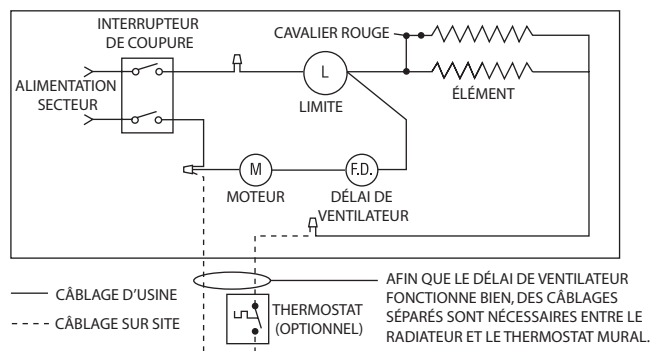 INTERRUPTEUR
DE COUPURE
CAVALIER ROUGE
ALIMENTATION
SECTEUR
L
LIMITE
ÉLÉMENT
M
MOTEUR
F.D.
DÉLAI DE
VENTILATEUR
CÂBLAGE D'USINE
CÂBLAGE SUR SITE
THERMOSTAT
(OPTIONNEL)
AFIN QUE LE DÉLAI DE VENTILATEUR
FONCTIONNE BIEN, DES CÂBLAGES
SÉPARÉS SONT NÉCESSAIRES ENTRE LE
RADIATEUR ET LE THERMOSTAT MURAL.